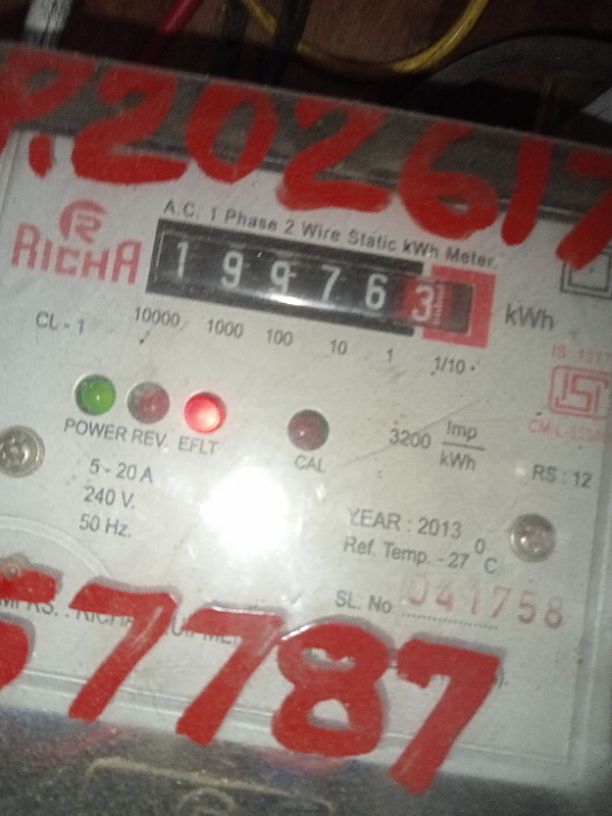 R202617
A.C. 1 Phase 2 Wire Static kWh Meter.
RICHA
199763
kWh
CL - 1
10000 1000 100 10 1 1/10
POWER REV. EFLT
CAL
3200 Imp/kWh
RS : 12
5 - 20 A
240 V.
50 Hz.
YEAR : 2013
Ref. Temp. - 27 °C
SL. No. 041758
7787